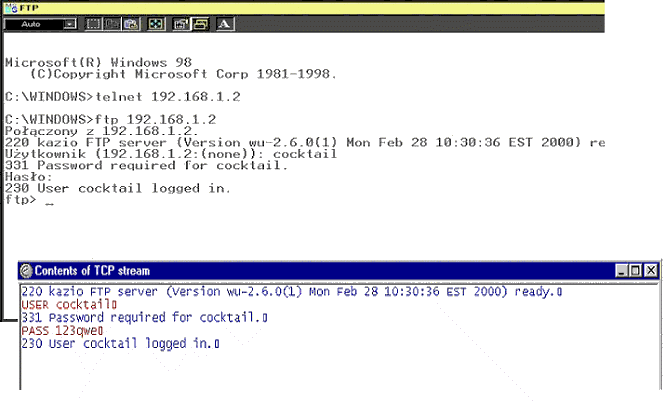 FTP
Auto
A
Microsoft(R) Windows 98
(C)Copyright Microsoft Corp 1981-1998.
C:\WINDOWS>telnet 192.168.1.2
C:\WINDOWS>ftp 192.168.1.2
Połączony z 192.168.1.2.
220 kazio FTP server (Version wu-2.6.0(1) Mon Feb 28 10:30:36 EST 2000) re
Użytkownik (192.168.1.2:(none)): cocktail
331 Password required for cocktail.
Hasło:
230 User cocktail logged in.
ftp> _
Contents of TCP stream
220 kazio FTP server (Version wu-2.6.0(1) Mon Feb 28 10:30:36 EST 2000) ready.▯
USER cocktail▯
331 Password required for cocktail.▯
PASS 123qwe▯
230 User cocktail logged in.▯